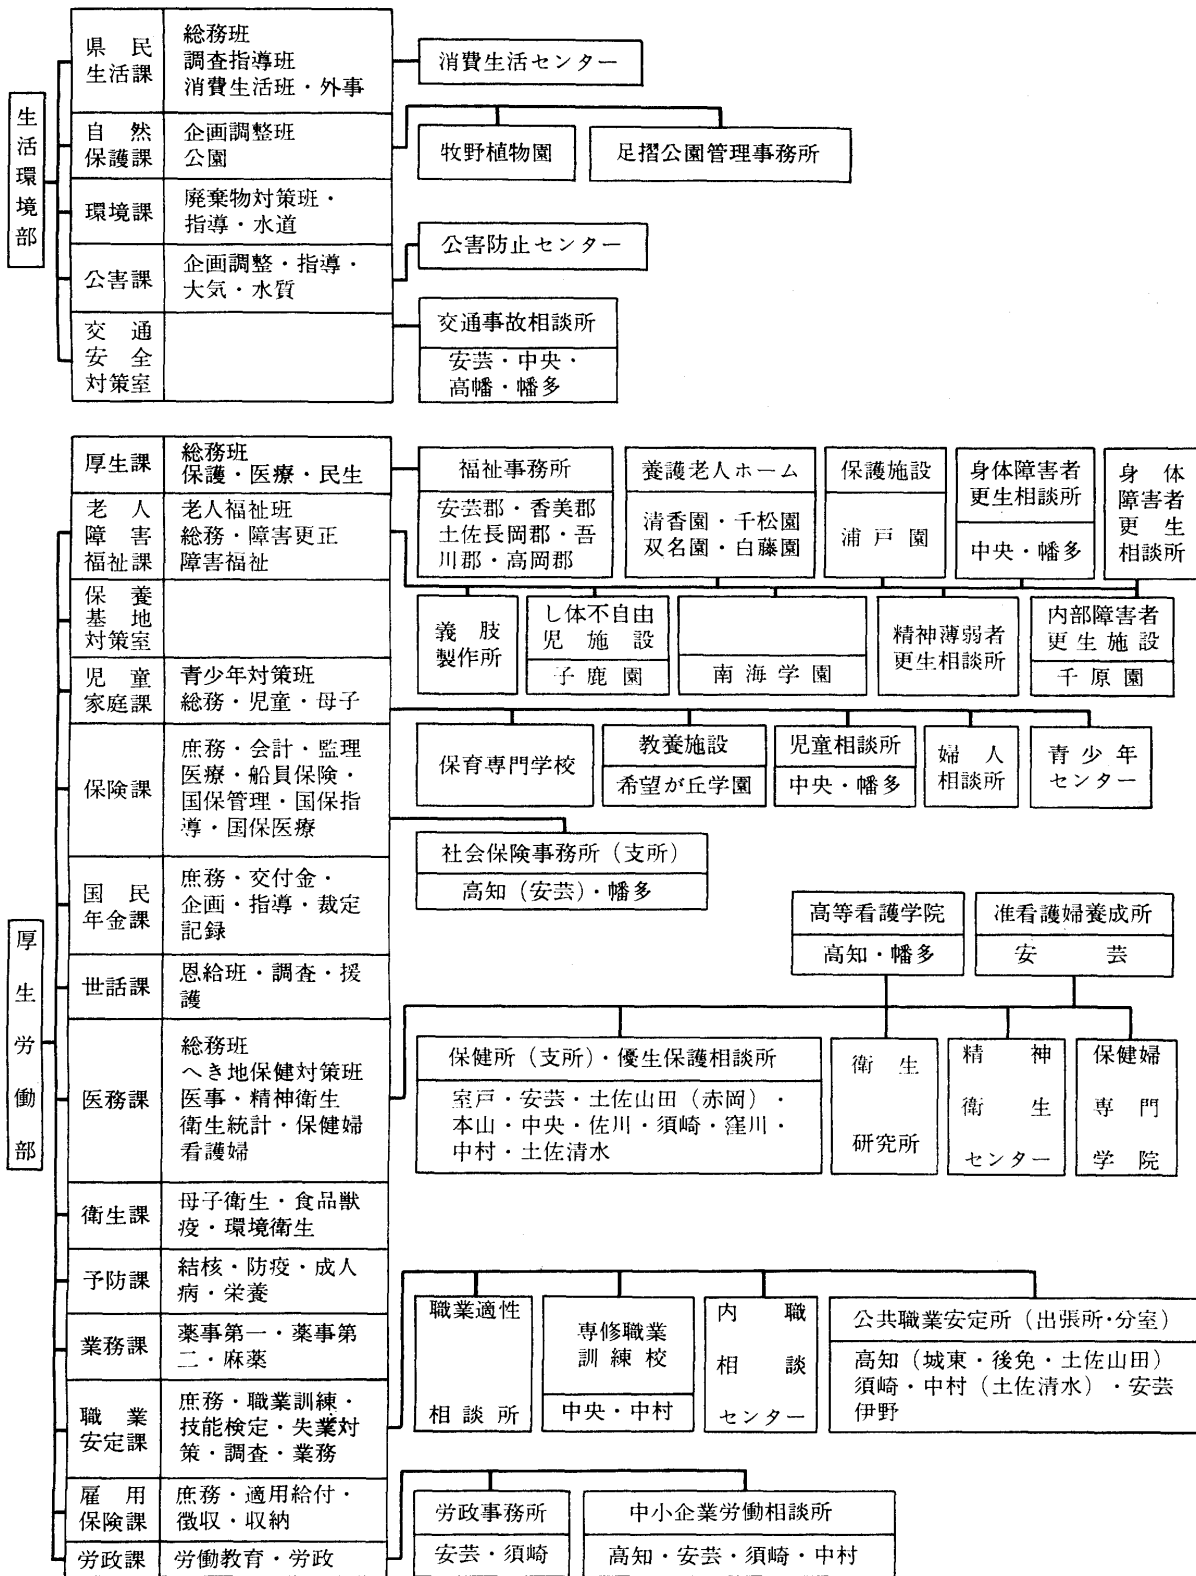 生活環境部
県民
生活課
総務班
調査指導班
消費生活班・外事
消費生活センター
自然
保護課
企画調整班
公園
牧野植物園
足摺公園管理事務所
環境課
廃棄物対策班・
指導・水道
公害課
企画調整・指導・
大気・水質
公害防止センター
交通
安全
対策室
交通事故相談所
安芸・中央・
高幡・幡多
厚生労働部
厚生課
総務班
保護・医療・民生
福祉事務所
安芸郡・香美郡
土佐長岡郡・吾
川郡・高岡郡
養護老人ホーム
清香園・千松園
双名園・白藤園
保護施設
浦戸園
身体障害者
更生相談所
中央・幡多
身体
障害者
更生
相談所
老人
障害
福祉課
老人福祉班
総務・障害更正
障害福祉
保養
基地
対策室
義肢
製作所
し体不自由
児施設
子鹿園
南海学園
精神薄弱者
更生相談所
内部障害者
更生施設
千原園
児童
家庭課
青少年対策班
総務・児童・母子
保育専門学校
教養施設
希望が丘学園
児童相談所
中央・幡多
婦人
相談所
青少年
センター
保険課
庶務・会計・監理
医療・船員保険・
国保管理・国保指
導・国保医療
社会保険事務所（支所）
高知（安芸）・幡多
国民
年金課
庶務・交付金・
企画・指導・裁定
記録
世話課
恩給班・調査・援
護
高等看護学院
高知・幡多
准看護婦養成所
安芸
医務課
総務班
へき地保健対策班
医事・精神衛生
衛生統計・保健婦
看護婦
保健所（支所）・優生保護相談所
室戸・安芸・土佐山田（赤岡）・
本山・中央・佐川・須崎・窪川・
中村・土佐清水
衛生
研究所
精神
衛生
センター
保健婦
専門
学院
衛生課
母子衛生・食品獣
疫・環境衛生
予防課
結核・防疫・成人
病・栄養
業務課
薬事第一・薬事第
二・麻薬
職業
安定課
庶務・職業訓練・
技能検定・失業対
策・調査・業務
職業適性
相談所
専修職業
訓練校
中央・中村
内職
相談
センター
公共職業安定所（出張所・分室）
高知（城東・後免・土佐山田）
須崎・中村（土佐清水）・安芸
伊野
雇用
保険課
庶務・適用給付・
徴収・収納
労政課
労働教育・労政
労政事務所
安芸・須崎
中小企業労働相談所
高知・安芸・須崎・中村